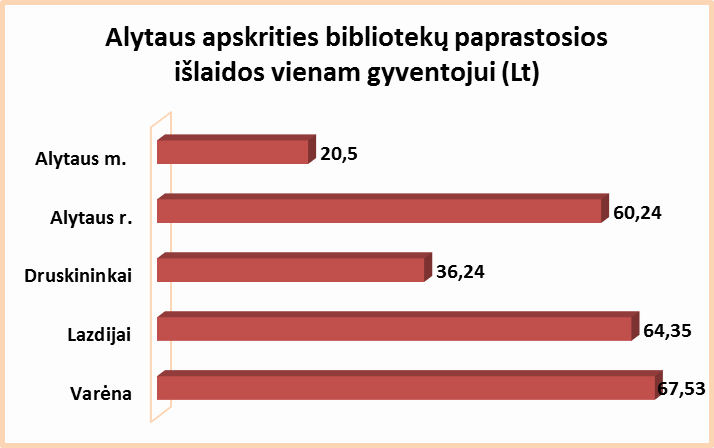 Alytaus apskrities bibliotekų paprastosios
išlaidos vienam gyventojui (Lt)
Alytaus m.
20,5
Alytaus r.
60,24
Druskininkai
36,24
Lazdijai
64,35
Varėna
67,53